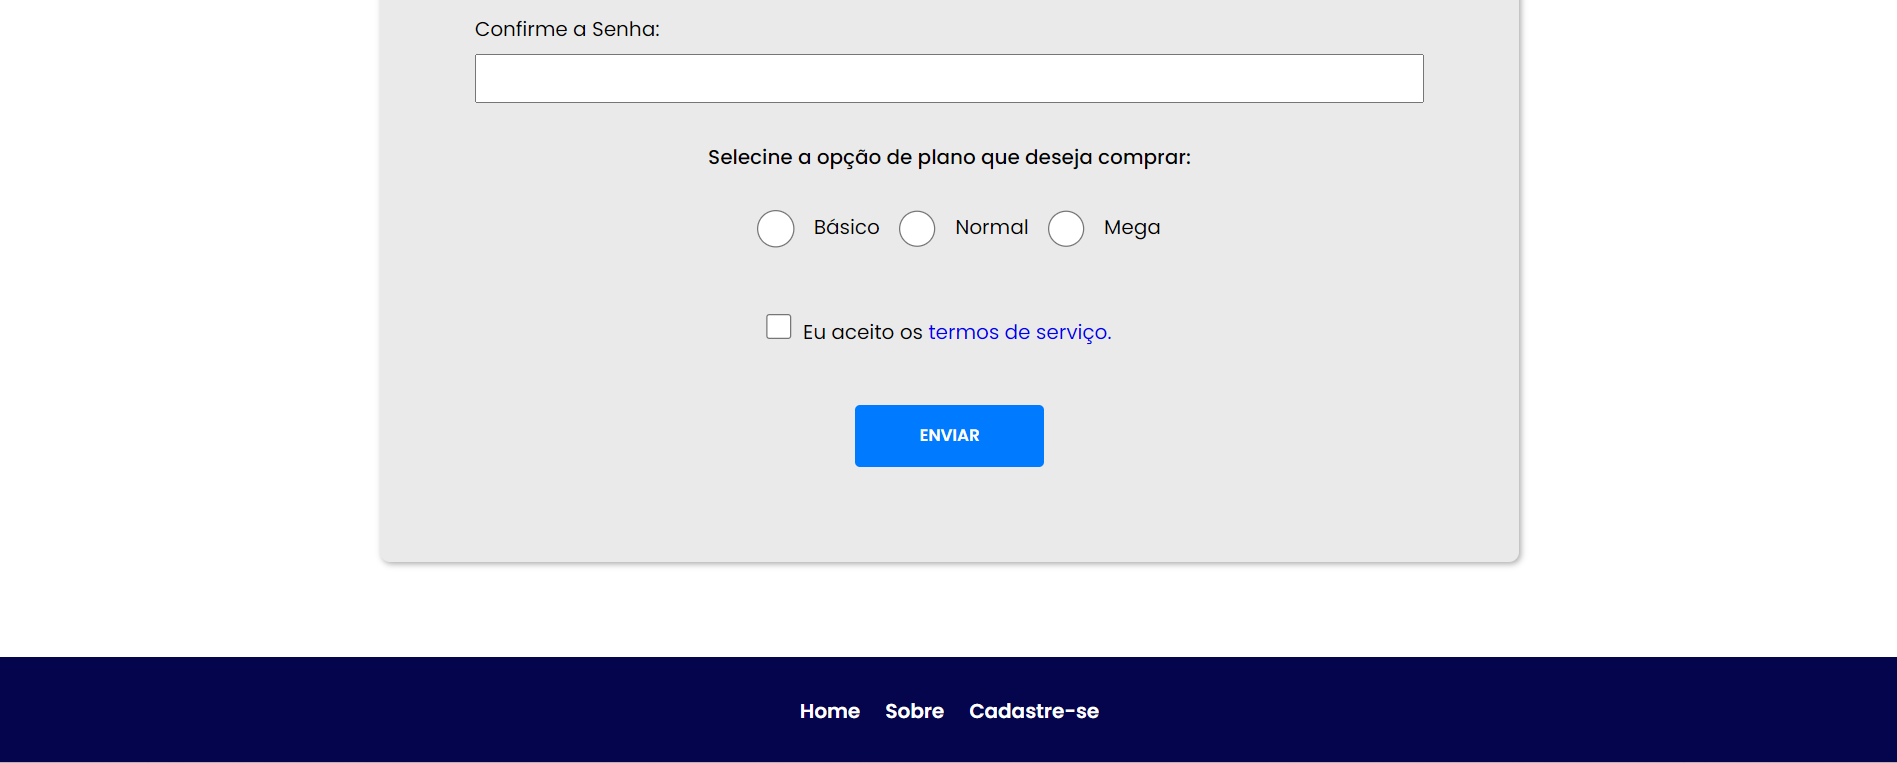 Confirme a Senha:
Selecine a opção de plano que deseja comprar:
Básico Normal Mega
Eu aceito os termos de serviço.
ENVIAR
Home Sobre Cadastre-se